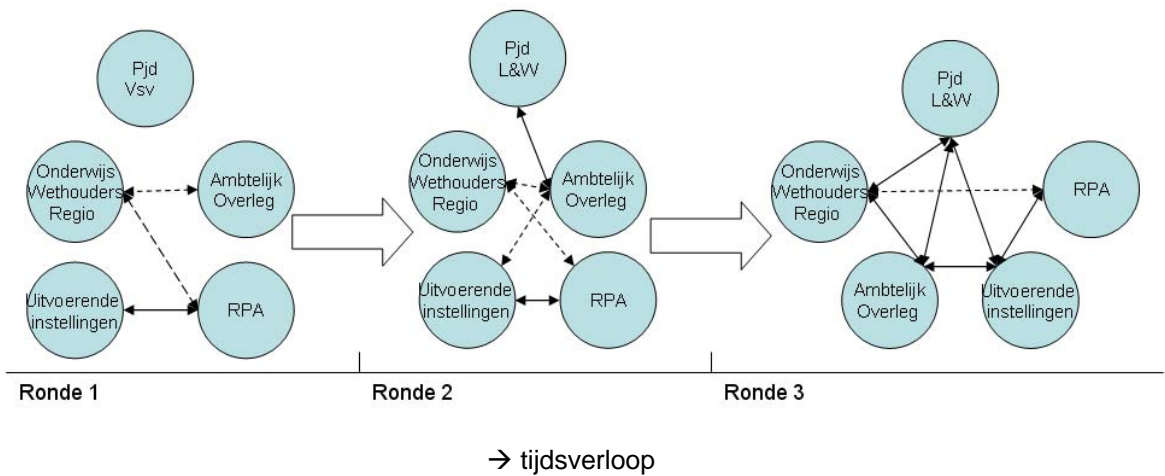 Pjd
Vsv
Onderwijs
Wethouders
Regio
Ambtelijk
Overleg
Uitvoerende
instellingen
RPA
Pjd
L&W
Onderwijs
Wethouders
Regio
Ambtelijk
Overleg
Uitvoerende
instellingen
RPA
Pjd
L&W
Onderwijs
Wethouders
Regio
RPA
Ambtelijk
Overleg
Uitvoerende
instellingen
Ronde 1
Ronde 2
Ronde 3
→ tijdsverloop